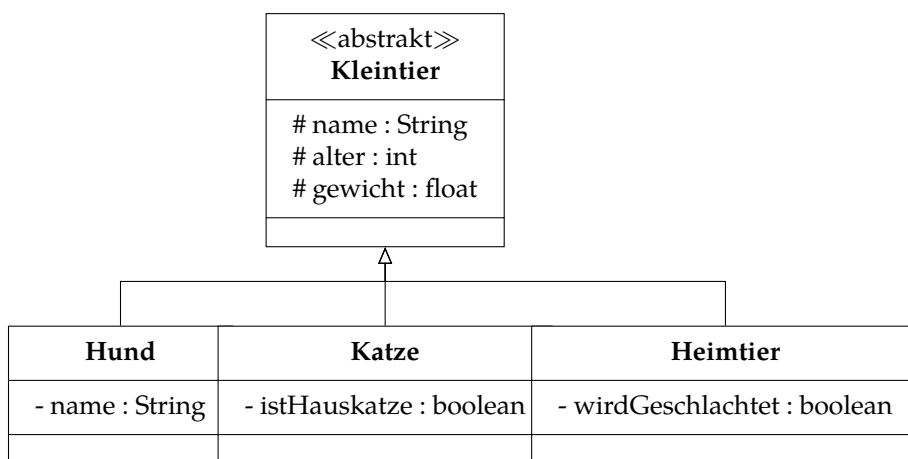 ≪abstrakt≫
Kleintier
# name : String
# alter : int
# gewicht : float
Hund
- name : String
Katze
- istHauskatze : boolean
Heimtier
- wirdGeschlachtet : boolean